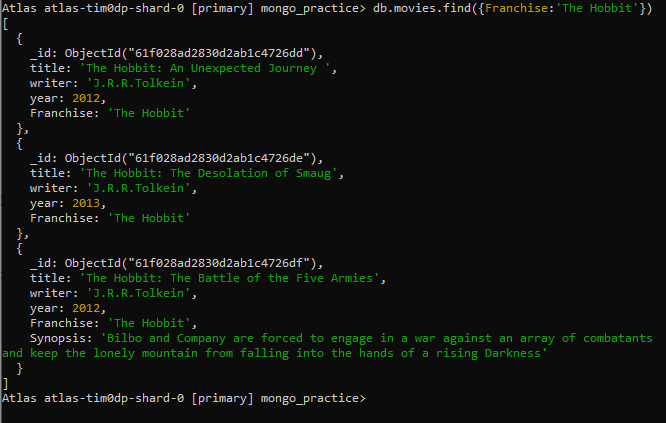 Atlas atlas-tim0dp-shard-0 [primary] mongo_practice> db.movies.find({Franchise:'The Hobbit'})
[
  {
    _id: ObjectId("61f028ad2830d2ab1c4726dd"),
    title: 'The Hobbit: An Unexpected Journey ',
    writer: 'J.R.R.Tolkein',
    year: 2012,
    Franchise: 'The Hobbit'
  },
  {
    _id: ObjectId("61f028ad2830d2ab1c4726de"),
    title: 'The Hobbit: The Desolation of Smaug',
    writer: 'J.R.R.Tolkein',
    year: 2013,
    Franchise: 'The Hobbit'
  },
  {
    _id: ObjectId("61f028ad2830d2ab1c4726df"),
    title: 'The Hobbit: The Battle of the Five Armies',
    writer: 'J.R.R.Tolkein',
    year: 2012,
    Franchise: 'The Hobbit',
    Synopsis: 'Bilbo and Company are forced to engage in a war against an array of combatants
and keep the lonely mountain from falling into the hands of a rising Darkness'
  }
]
Atlas atlas-tim0dp-shard-0 [primary] mongo_practice>